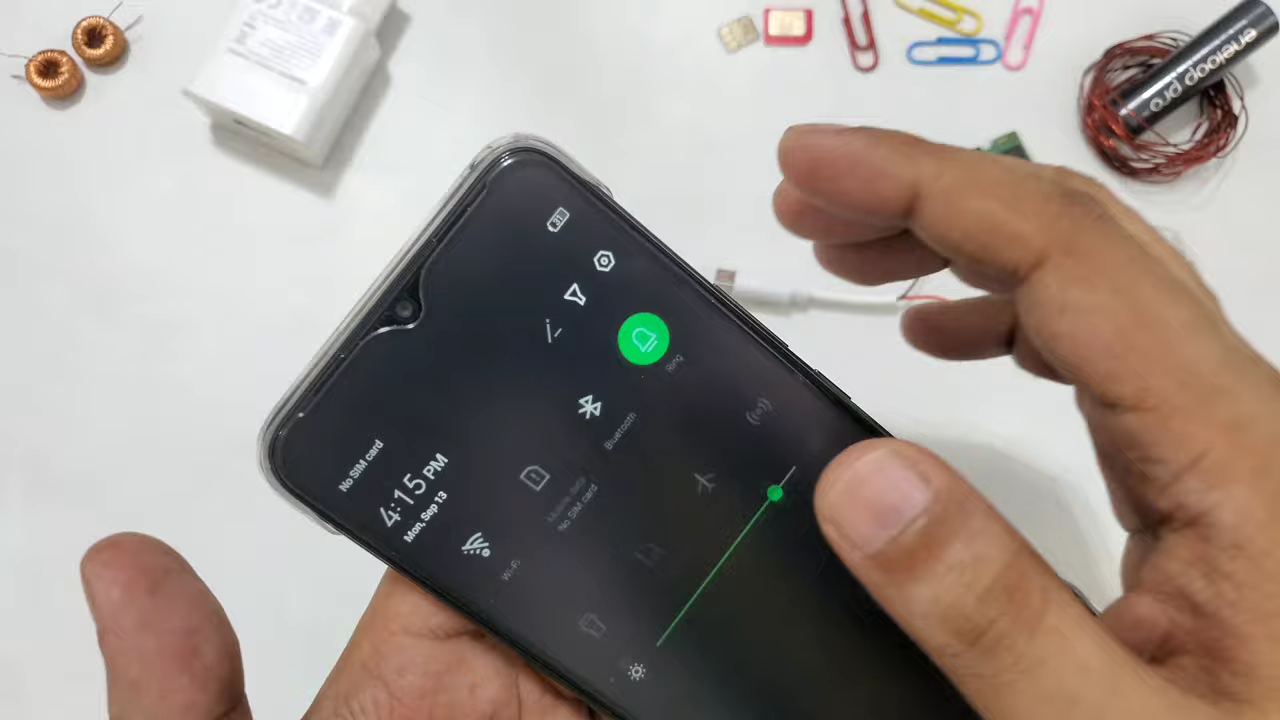 eneloop pro
31
No SIM card
4:15 PM
Mon, Sep 13
Ring
Bluetooth
Mobile data
No SIM card
Wi-Fi